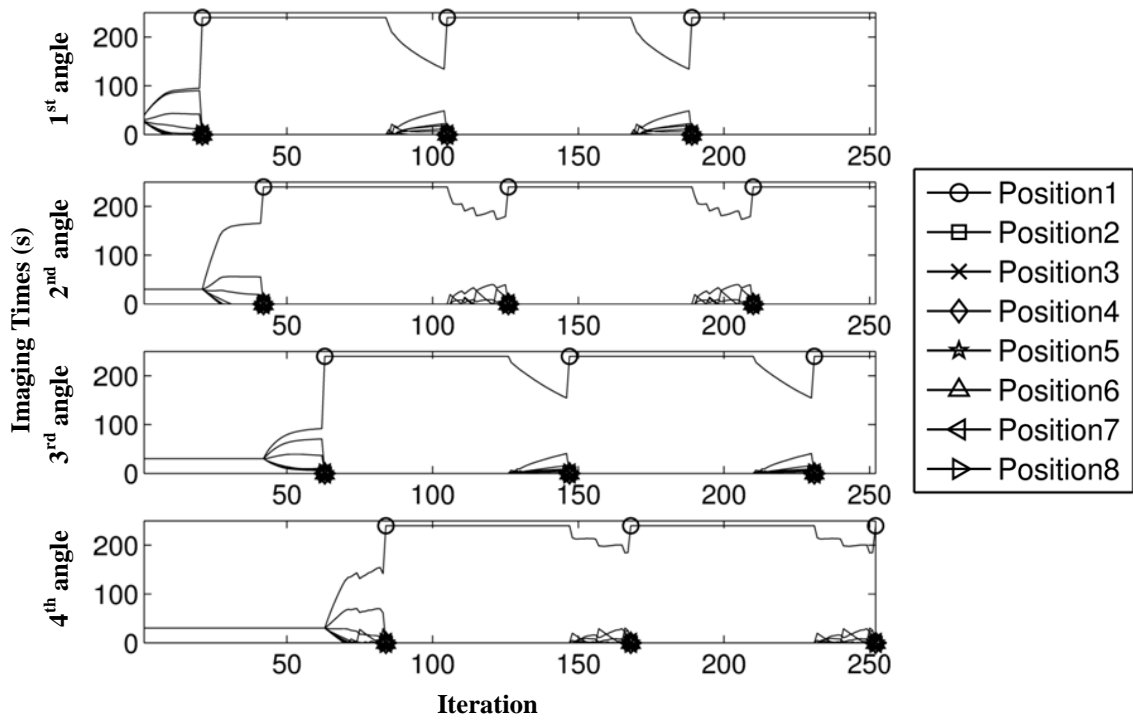 Imaging Times (s)
1st angle
200
100
0
50 100 150 200 250
2nd angle
200
100
0
50 100 150 200 250
3rd angle
200
100
0
50 100 150 200 250
4th angle
200
100
0
50 100 150 200 250
Iteration
Position1
Position2
Position3
Position4
Position5
Position6
Position7
Position8